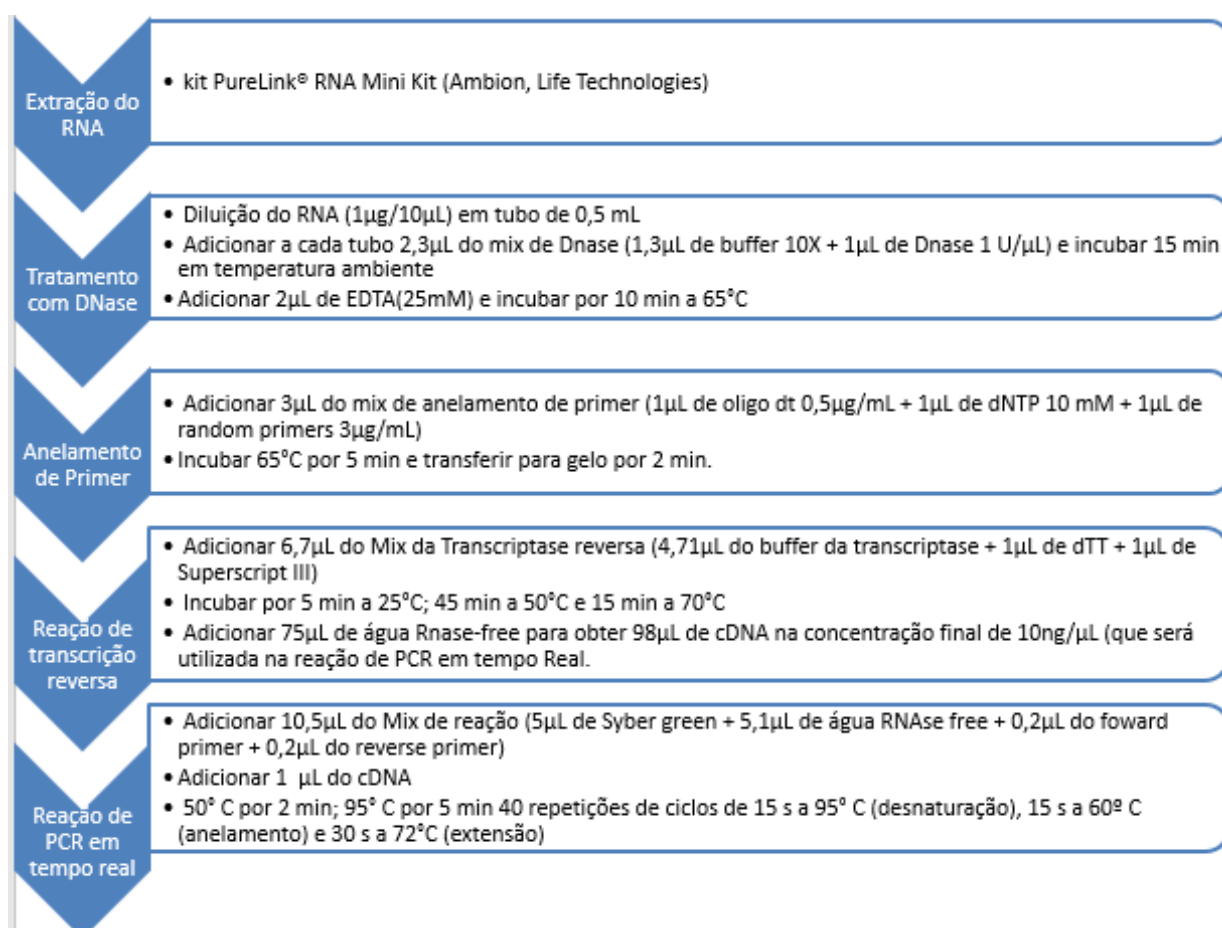 Extração do
RNA
• kit PureLink® RNA Mini Kit (Ambion, Life Technologies)
Tratamento
com DNase
• Diluição do RNA (1µg/10µL) em tubo de 0,5 mL
• Adicionar a cada tubo 2,3µL do mix de Dnase (1,3µL de buffer 10X + 1µL de Dnase 1 U/µL) e incubar 15 min
em temperatura ambiente
• Adicionar 2µL de EDTA(25mM) e incubar por 10 min a 65°C
Anelamento
de Primer
• Adicionar 3µL do mix de anelamento de primer (1µL de oligo dt 0,5µg/mL + 1µL de dNTP 10 mM + 1µL de
random primers 3µg/mL)
• Incubar 65°C por 5 min e transferir para gelo por 2 min.
Reação de
transcrição
reversa
• Adicionar 6,7µL do Mix da Transcriptase reversa (4,71µL do buffer da transcriptase + 1µL de dTT + 1µL de
Superscript III)
• Incubar por 5 min a 25°C; 45 min a 50°C e 15 min a 70°C
• Adicionar 75µL de água Rnase-free para obter 98µL de cDNA na concentração final de 10ng/µL (que será
utilizada na reação de PCR em tempo Real.
Reação de
PCR em
tempo real
• Adicionar 10,5µL do Mix de reação (5µL de Syber green + 5,1µL de água RNAse free + 0,2µL do foward
primer + 0,2µL do reverse primer)
• Adicionar 1 µL do cDNA
• 50° C por 2 min; 95° C por 5 min 40 repetições de ciclos de 15 s a 95° C (desnaturação), 15 s a 60º C
(anelamento) e 30 s a 72°C (extensão)